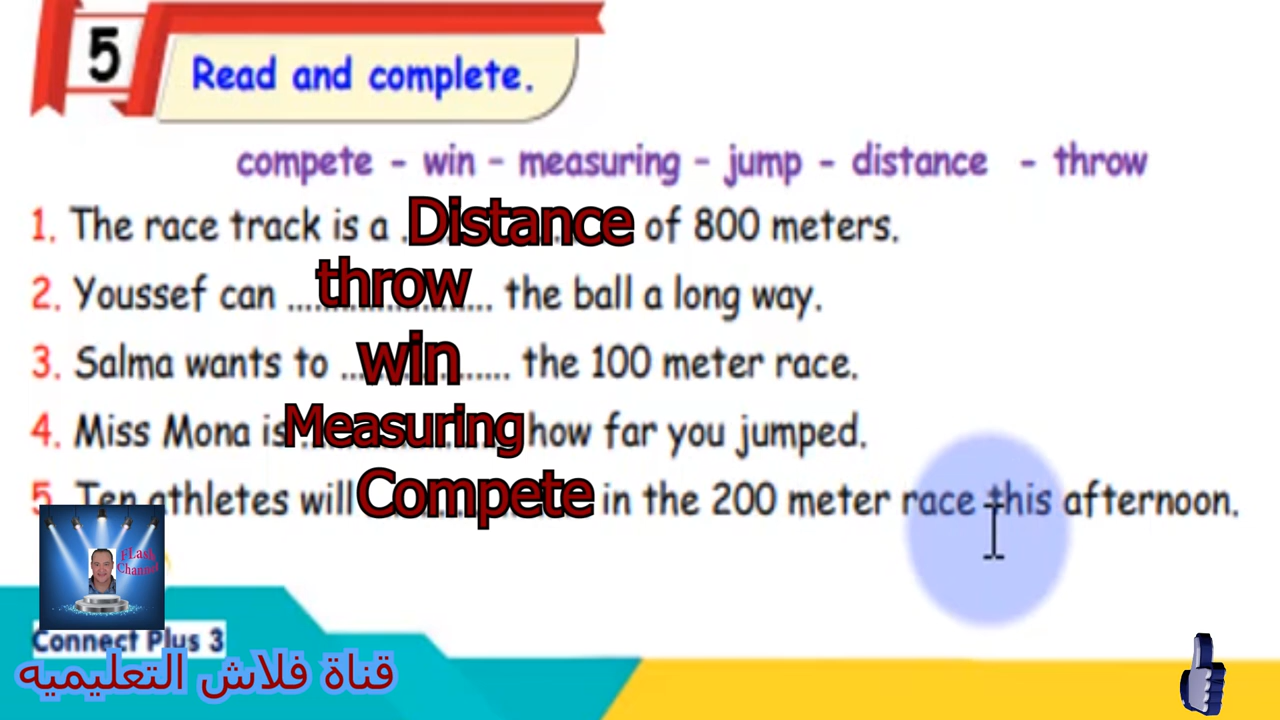 5
Read and complete.
compete - win - measuring - jump - distance - throw
1. The race track is a Distance of 800 meters.
2. Youssef can ... throw ... the ball a long way.
3. Salma wants to ... win ... the 100 meter race.
4. Miss Mona is Measuring how far you jumped.
5. Ten athletes will Compete in the 200 meter race this afternoon.
FLash
Channel
Connect Plus 3
قناة فلاش التعليميه